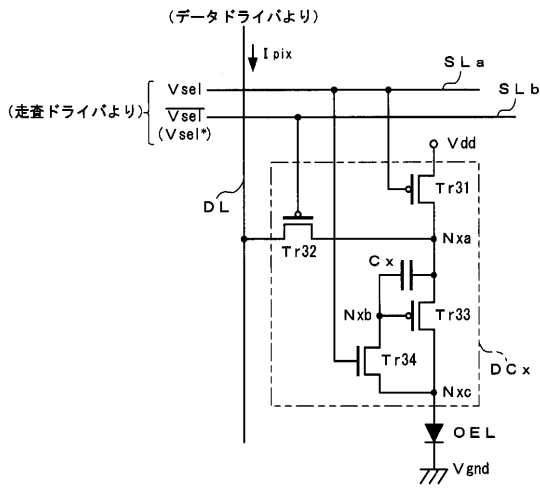 (データドライバより)
Ipix
SLa
Vsel
SLb
(走査ドライバより)
Vsel
(Vsel*)
Vdd
Tr31
DL
Tr32
Nxa
Cx
Nxb
Tr33
Tr34
DCx
Nxc
OEL
Vgnd